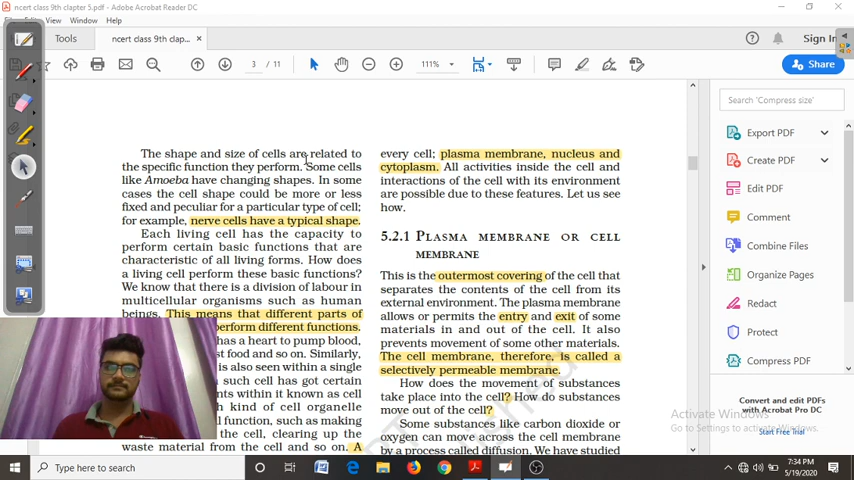 ncert class 9th chapter 5.pdf - Adobe Acrobat Reader DC
Edit View Window Help
Tools
ncert class 9th chap... ×
Sign In
3 / 11
111%
Share
The shape and size of cells are related to
the specific function they perform. Some cells
like Amoeba have changing shapes. In some
cases the cell shape could be more or less
fixed and peculiar for a particular type of cell;
for example, nerve cells have a typical shape.
Each living cell has the capacity to
perform certain basic functions that are
characteristic of all living forms. How does
a living cell perform these basic functions?
We know that there is a division of labour in
multicellular organisms such as human
beings. This means that different parts of
perform different functions.
has a heart to pump blood,
st food and so on. Similarly,
is also seen within a single
such cell has got certain
nts within it known as cell
h kind of cell organelle
l function, such as making
the cell, clearing up the
waste material from the cell and so on. A
every cell; plasma membrane, nucleus and
cytoplasm. All activities inside the cell and
interactions of the cell with its environment
are possible due to these features. Let us see
how.
5.2.1 PLASMA MEMBRANE OR CELL
MEMBRANE
This is the outermost covering of the cell that
separates the contents of the cell from its
external environment. The plasma membrane
allows or permits the entry and exit of some
materials in and out of the cell. It also
prevents movement of some other materials.
The cell membrane, therefore, is called a
selectively permeable membrane.
How does the movement of substances
take place into the cell? How do substances
move out of the cell?
Some substances like carbon dioxide or
oxygen can move across the cell membrane
by a process called diffusion. We have studied
Search 'Compress size'
Export PDF
Create PDF
Edit PDF
Comment
Combine Files
Organize Pages
Redact
Protect
Compress PDF
Convert and edit PDFs
with Acrobat Pro DC
Start Free Trial
Activate Windows
Go to Settings to activate Windows.
Type here to search
7:34 PM
5/19/2020